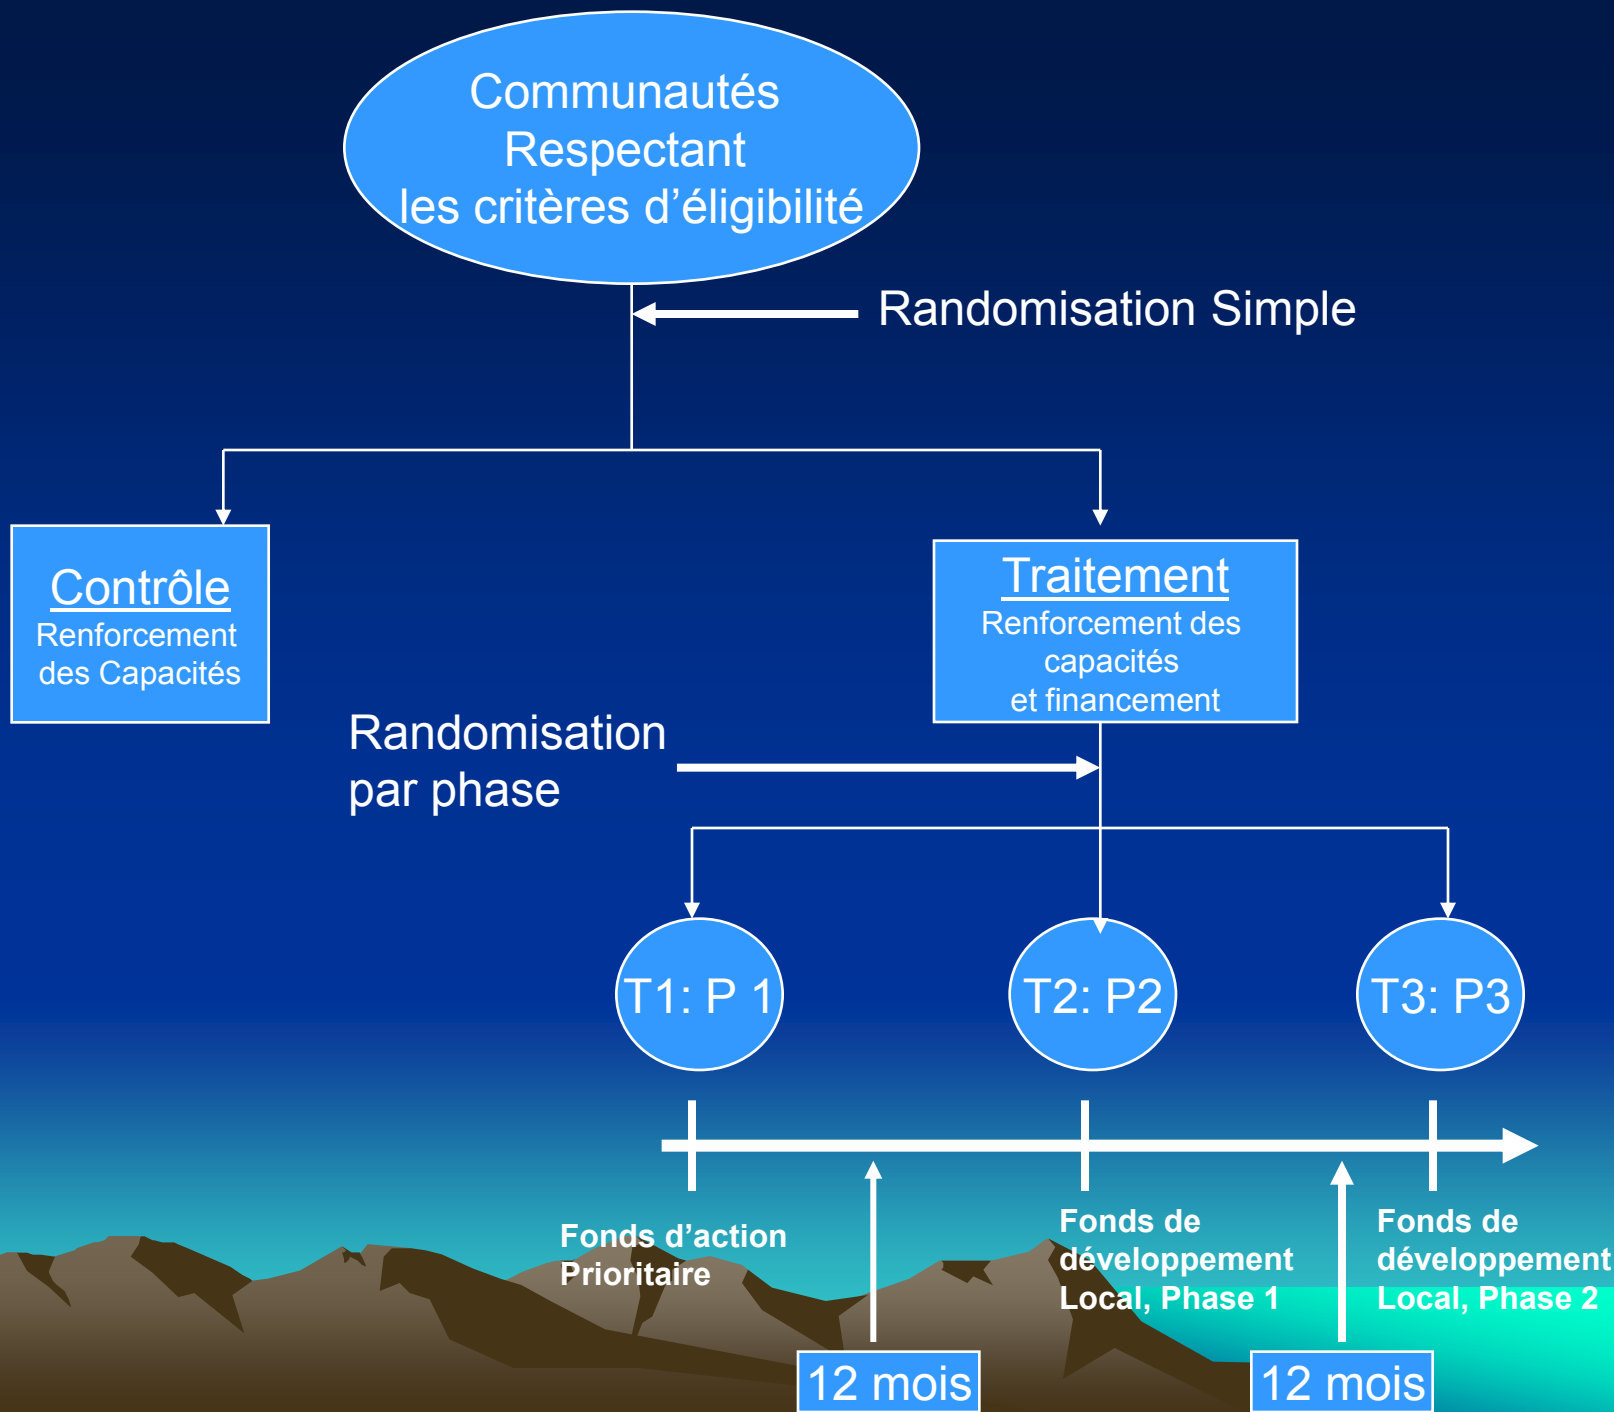 Communautés
Respectant
les critères d’éligibilité
Randomisation Simple
Contrôle
Renforcement
des Capacités
Traitement
Renforcement des
capacités
et financement
Randomisation
par phase
T1: P 1
T2: P2
T3: P3
Fonds d’action
Prioritaire
Fonds de
développement
Local, Phase 1
Fonds de
développement
Local, Phase 2
12 mois
12 mois